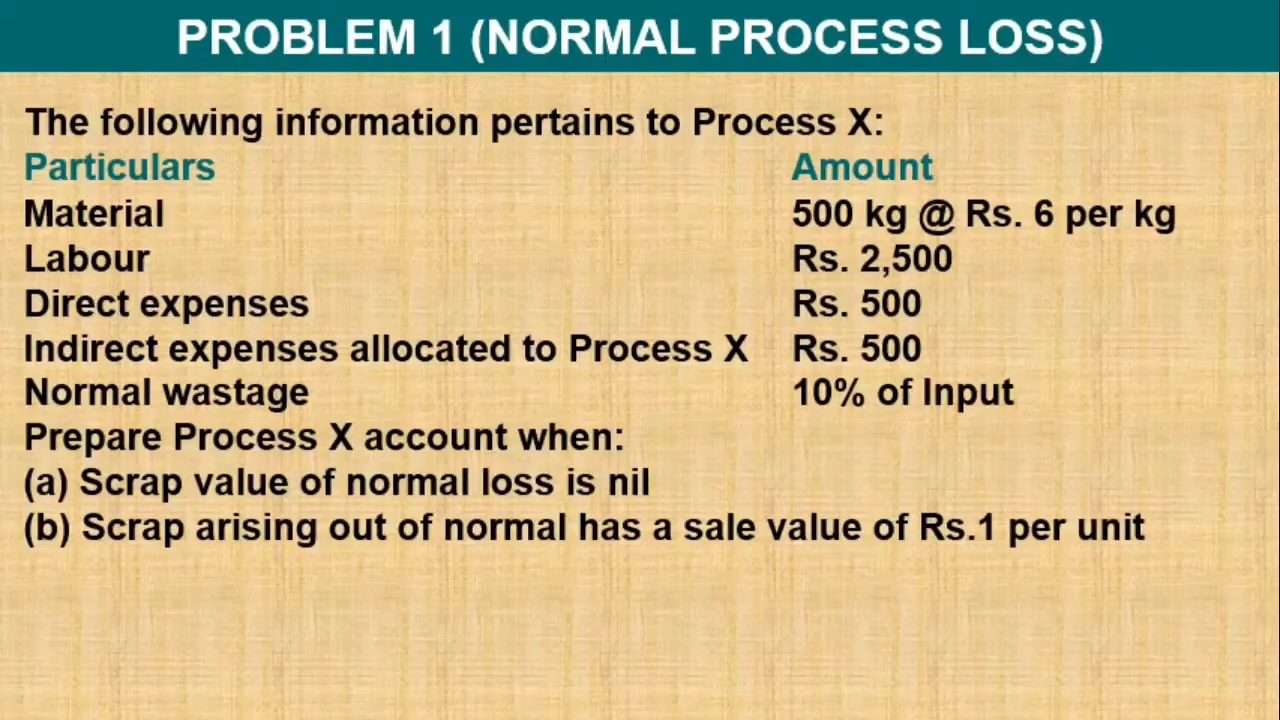 PROBLEM 1 (NORMAL PROCESS LOSS)
The following information pertains to Process X:
Particulars Amount
Material 500 kg @ Rs. 6 per kg
Labour Rs. 2,500
Direct expenses Rs. 500
Indirect expenses allocated to Process X Rs. 500
Normal wastage 10% of Input
Prepare Process X account when:
(a) Scrap value of normal loss is nil
(b) Scrap arising out of normal has a sale value of Rs.1 per unit